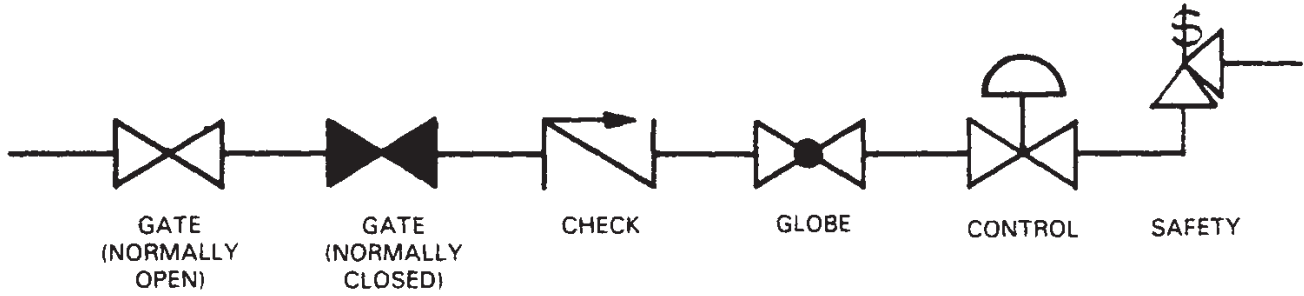 GATE
(NORMALLY
OPEN)
GATE
(NORMALLY
CLOSED)
CHECK
GLOBE
CONTROL
SAFETY